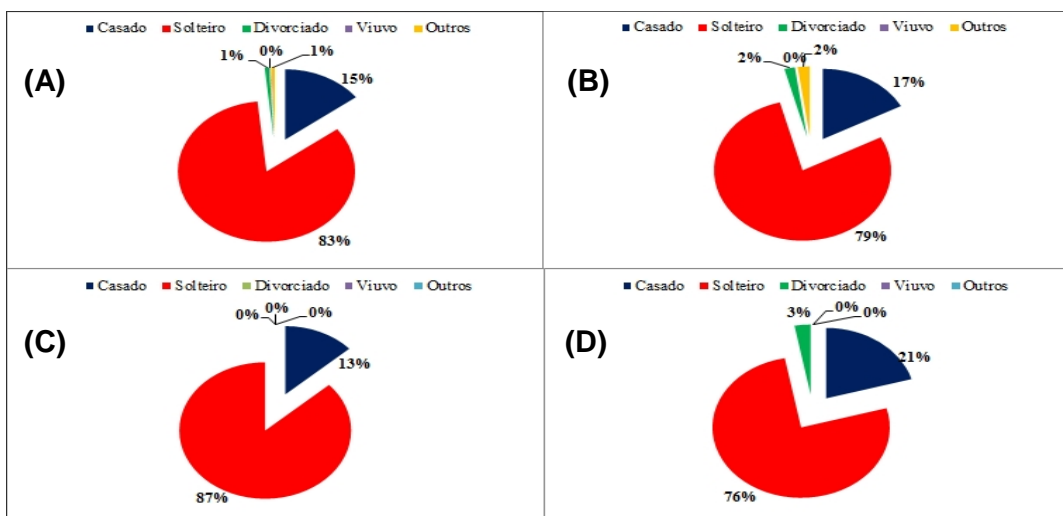 Casado Solteiro Divorciado Viuvo Outros
1% 0% 1%
(A) 15%
83%
Casado Solteiro Divorciado Viuvo Outros
2% 0% 2%
(B) 17%
79%
Casado Solteiro Divorciado Viuvo Outros
0% 0% 0%
(C) 13%
87%
Casado Solteiro Divorciado Viuvo Outros
3% 0% 0%
(D) 21%
76%